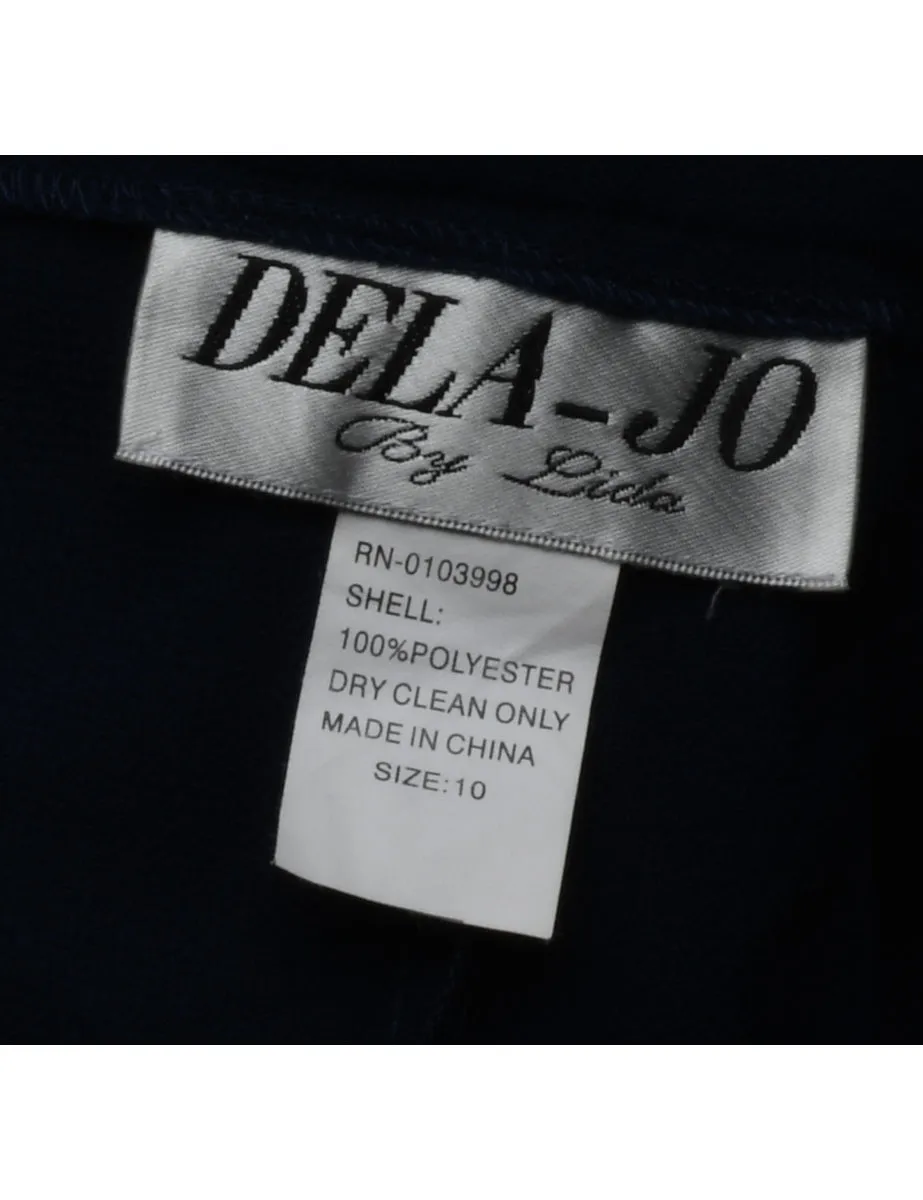 DELA-JO
By Lida
RN-0103998
SHELL:
100%POLYESTER
DRY CLEAN ONLY
MADE IN CHINA
SIZE:10